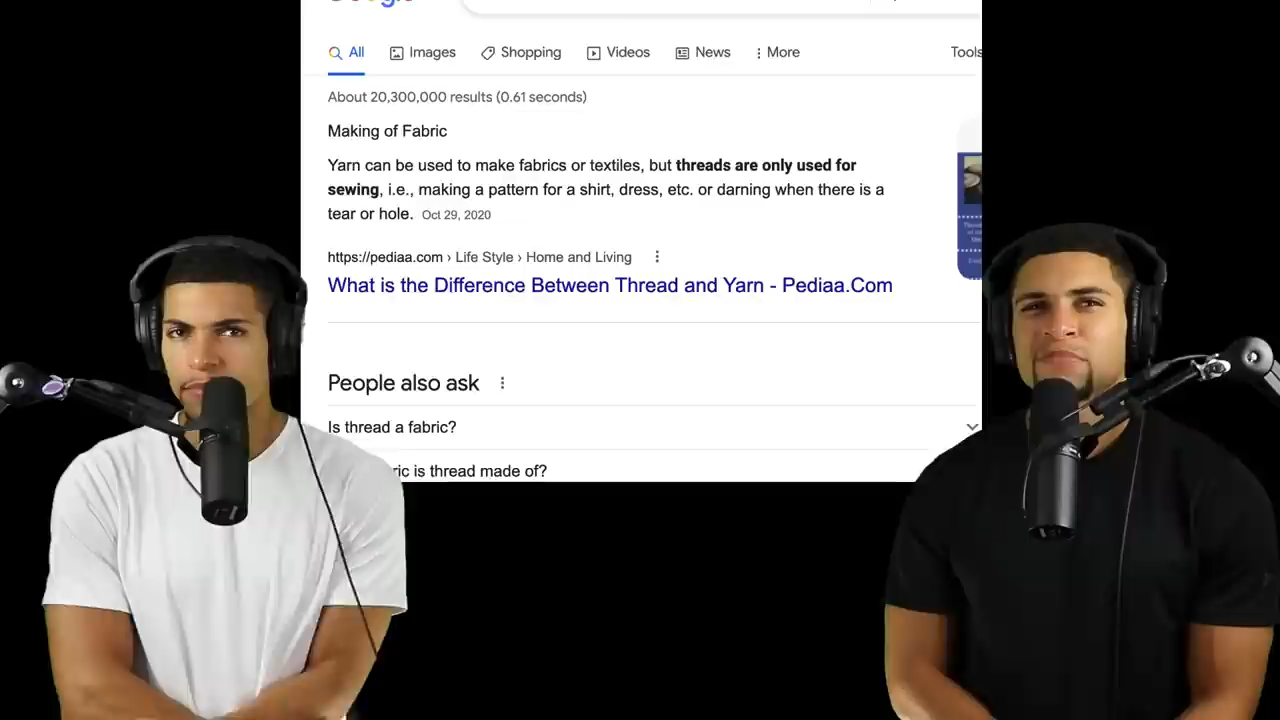 Google
All Images Shopping Videos News More Tools
About 20,300,000 results (0.61 seconds)
Making of Fabric
Yarn can be used to make fabrics or textiles, but threads are only used for
sewing, i.e., making a pattern for a shirt, dress, etc. or darning when there is a
tear or hole. Oct 29, 2020
https://pediaa.com › Life Style › Home and Living
What is the Difference Between Thread and Yarn - Pediaa.Com
People also ask
Is thread a fabric?
is thread made of?